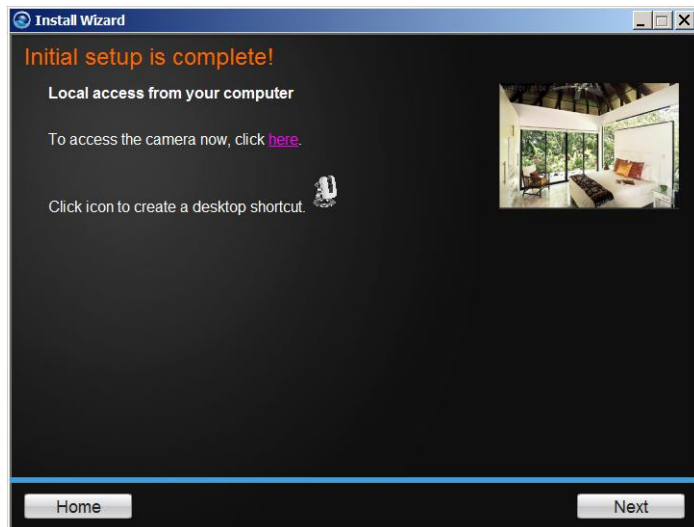 Install Wizard
Initial setup is complete!
Local access from your computer
To access the camera now, click here.
Click icon to create a desktop shortcut.
Home
Next